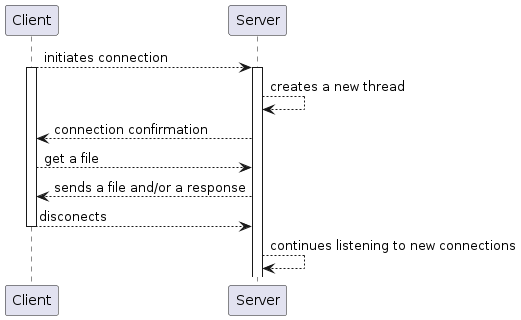 Client
Server
initiates connection
creates a new thread
connection confirmation
get a file
sends a file and/or a response
disconects
continues listening to new connections
Client
Server